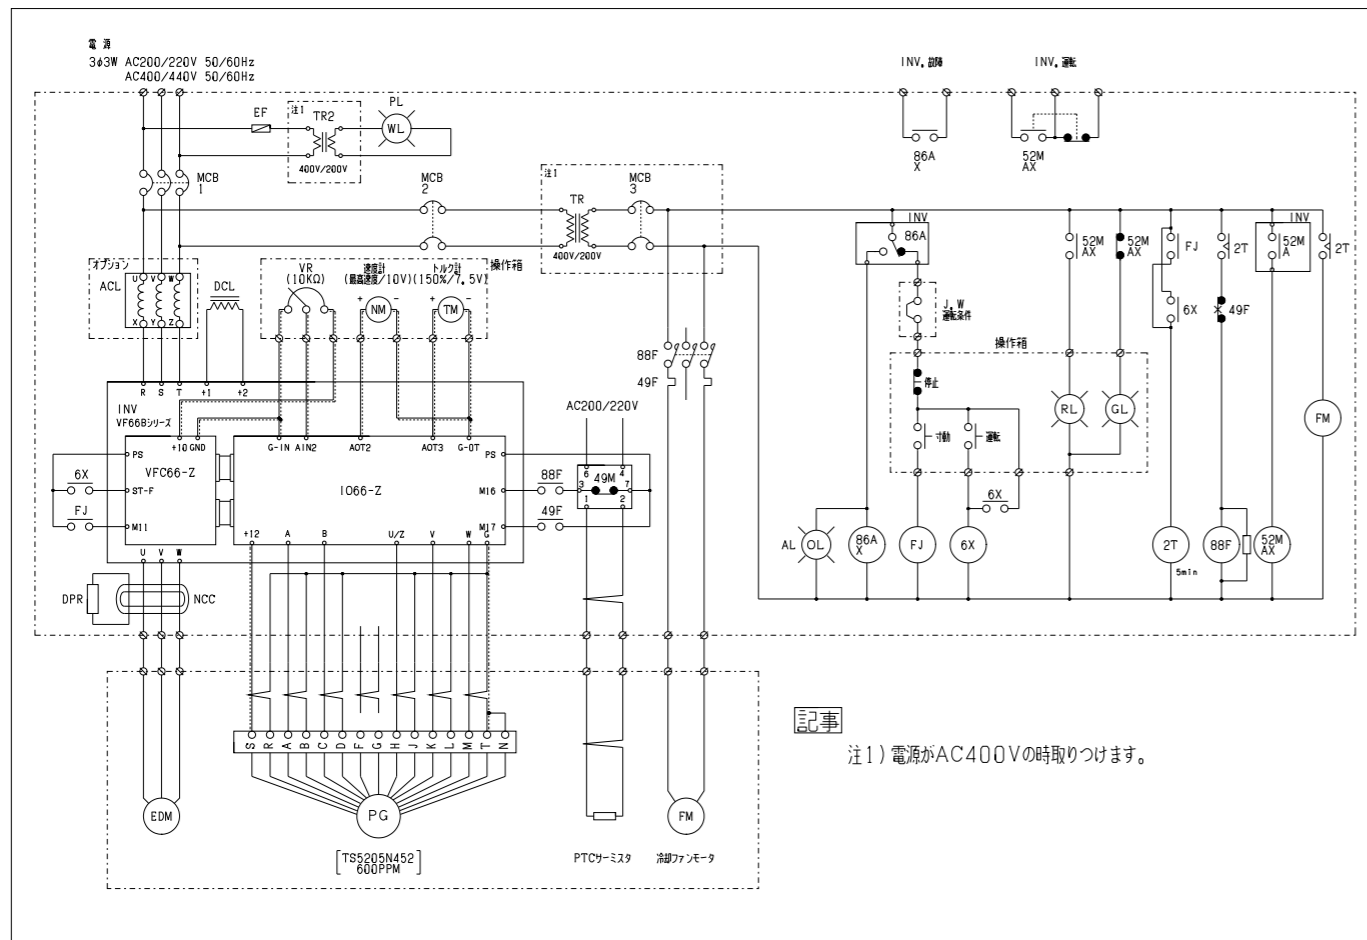 電 源
3φ3W AC200/220V 50/60Hz
AC400/440V 50/60Hz
INV. 故障
INV. 運転
EF
注1
TR2
PL
WL
400V/200V
86A
X
52M
AX
MCB
1
MCB
2
注1
TR
MCB
3
400V/200V
INV
86A
52M
AX
52M
AX
FJ
2T
INV
52M
A
2T
オプション
ACL
U V W
X Y Z
DCL
VR
(10KΩ)
速度計
(最高速度/10V)
トルク計
(150%/7.5V)
操作箱
+ NM -
+ TM -
J.W
運転条件
6X
49F
操作箱
88F
49F
停止
RL
GL
FM
寸動
運転
6X
R S T +1 +2
INV
VF66Bシリーズ
+10 GND
G-IN AIN2 AOT2 AOT3 G-OT
AC200/220V
PS
VFC66-Z
6X
ST-F
FJ
M11
IO66-Z
PS
M16
M17
88F
49F
6 4
3 49M 7
1 2
U V W
+12 A B U/Z V W G
AL
OL
86A
X
FJ
6X
2T
5min
88F
52M
AX
DPR
NCC
S R A B C D F G H J K L M T N
EDM
PG
TS5205N452
600PPM
PTCサーミスタ
FM
冷却ファンモータ
記事
注1) 電源がAC400Vの時取りつけます。